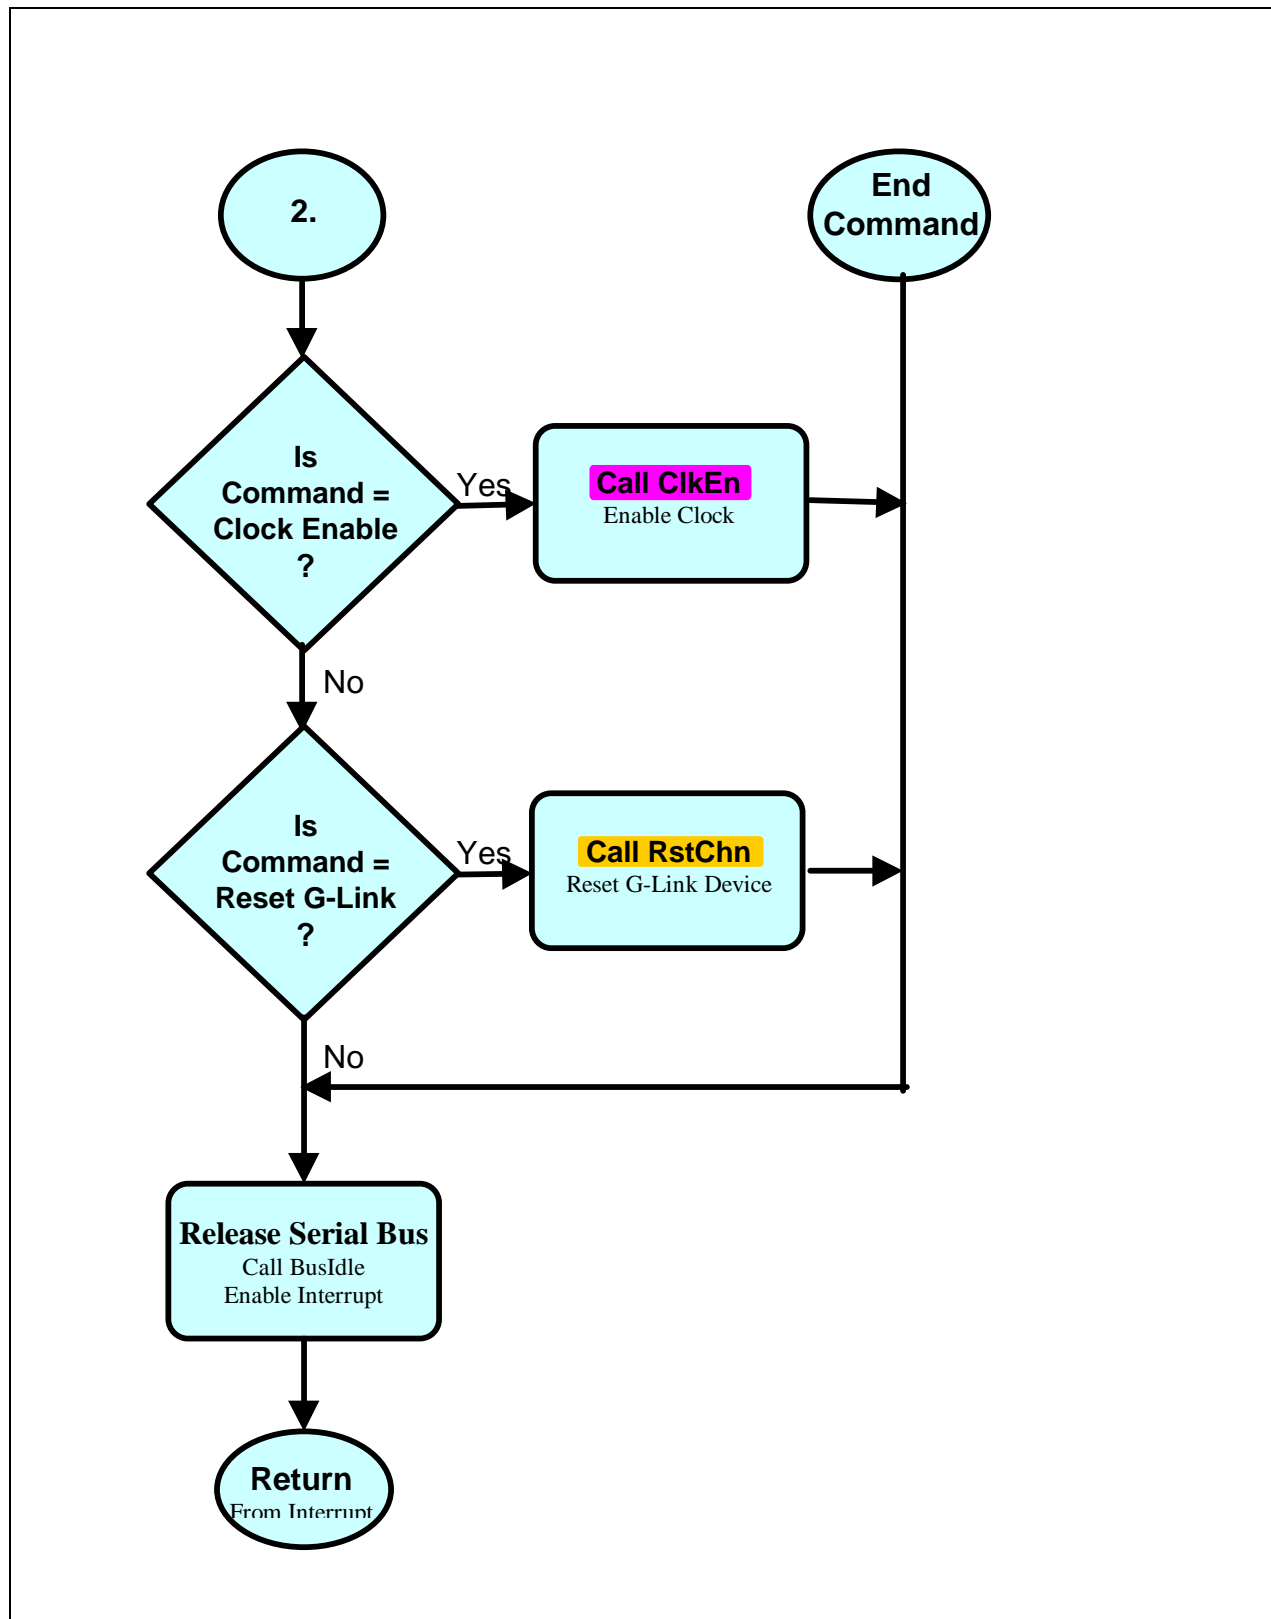 2.
End
Command
Is
Command =
Clock Enable
?
Yes
Call ClkEn
Enable Clock
No
Is
Command =
Reset G-Link
?
Yes
Call RstChn
Reset G-Link Device
No
Release Serial Bus
Call BusIdle
Enable Interrupt
Return
From Interrupt